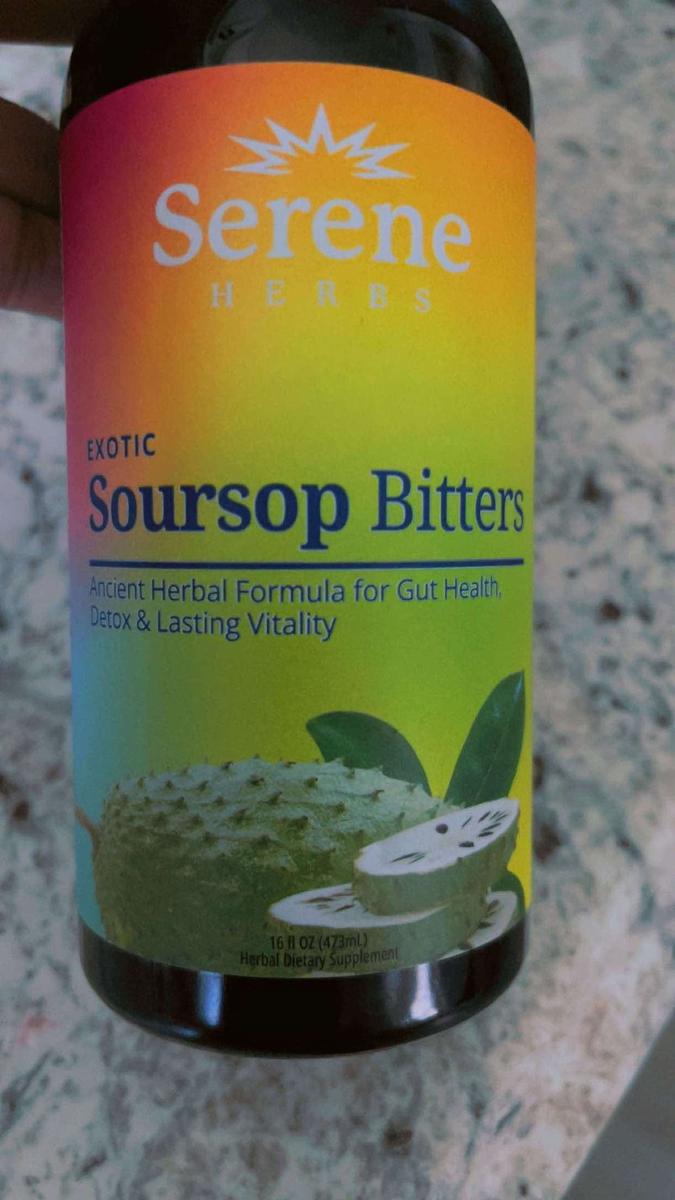 Serene
HERBS
EXOTIC
Soursop Bitters
Ancient Herbal Formula for Gut Health,
Detox & Lasting Vitality
16 fl OZ (473mL)
Herbal Dietary Supplement